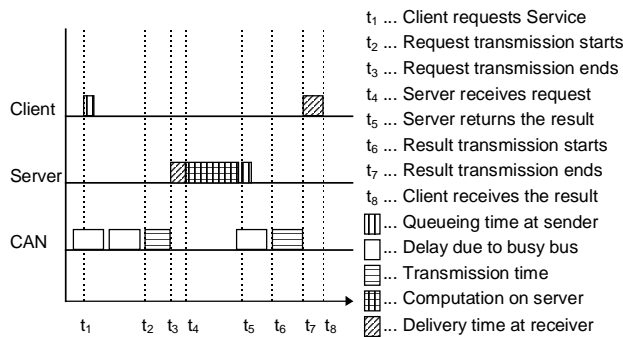 t₁ ... Client requests Service
t₂ ... Request transmission starts
t₃ ... Request transmission ends
t₄ ... Server receives request
t₅ ... Server returns the result
t₆ ... Result transmission starts
t₇ ... Result transmission ends
t₈ ... Client receives the result
... Queueing time at sender
... Delay due to busy bus
... Transmission time
... Computation on server
... Delivery time at receiver
Client
Server
CAN
t₁ t₂ t₃ t₄ t₅ t₆ t₇ t₈